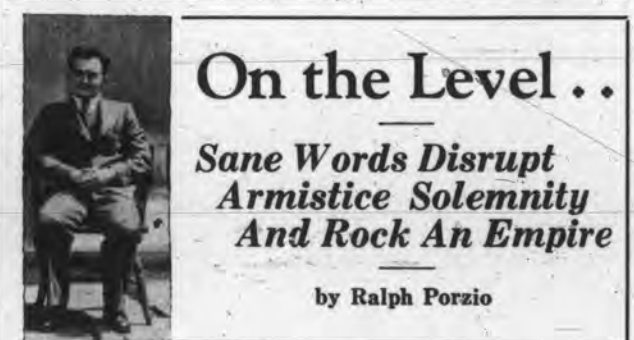 On the Level . .
Sane Words Disrupt
Armistice Solemnity
And Rock An Empire
by Ralph Porzio